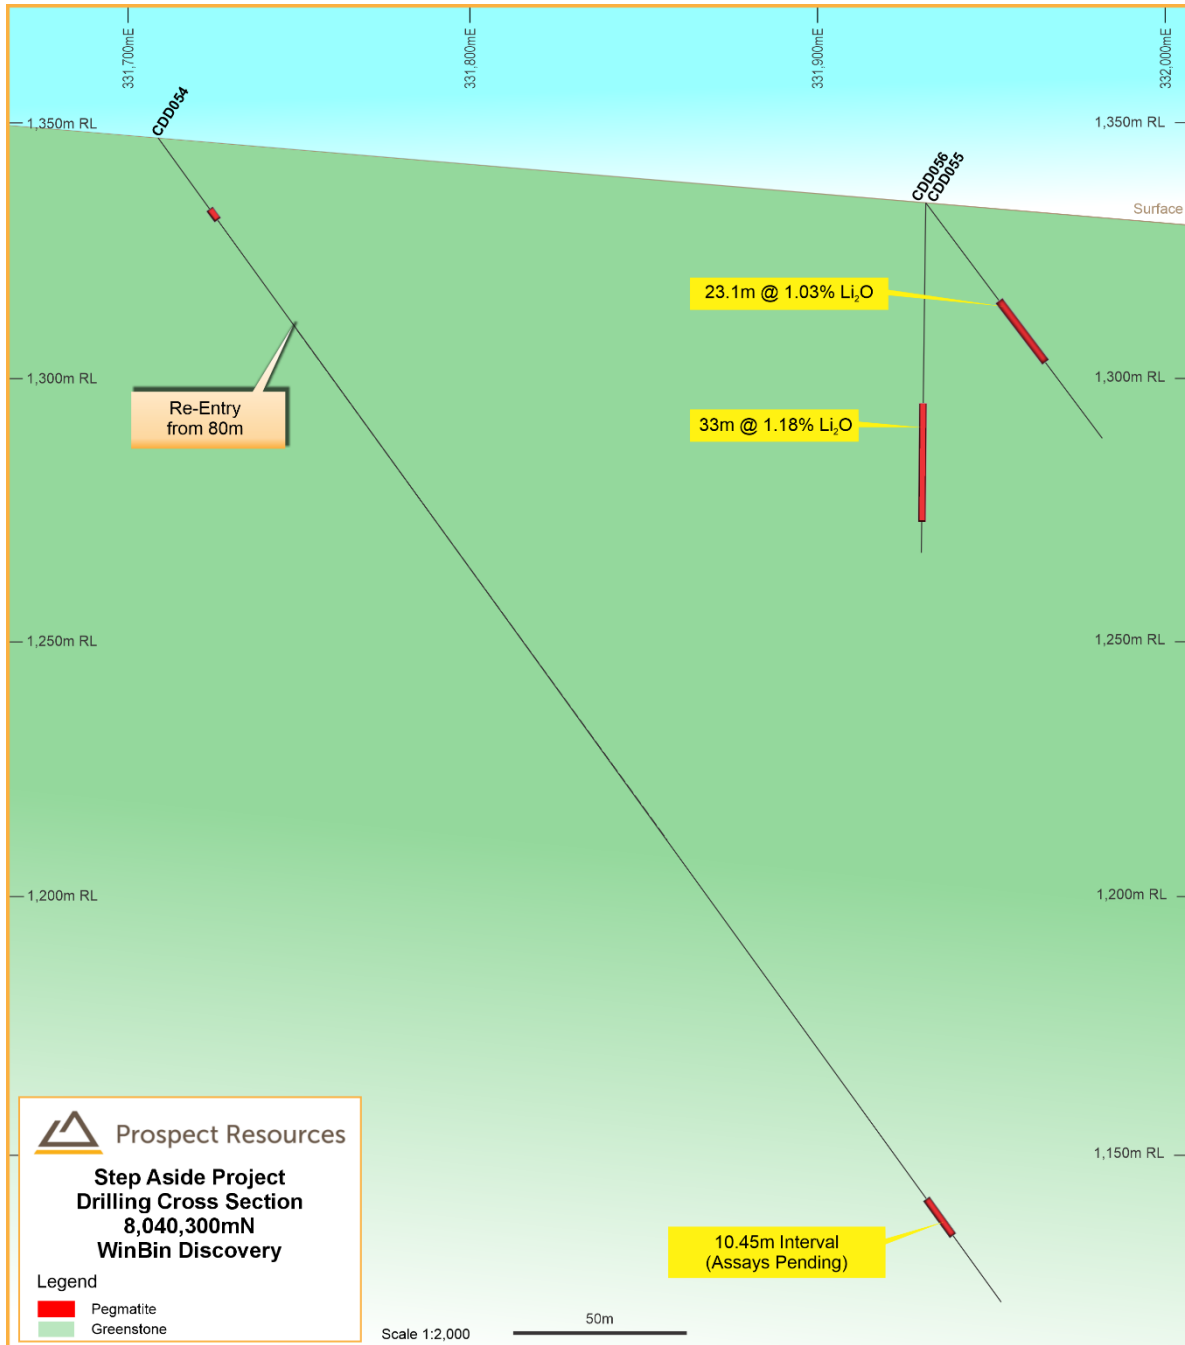 331,700mE
331,800mE
331,900mE
332,000mE
1,350m RL
1,350m RL
CDD054
CDD056
CDD055
Surface
23.1m @ 1.03% Li₂O
1,300m RL
1,300m RL
Re-Entry
from 80m
33m @ 1.18% Li₂O
1,250m RL
1,250m RL
1,200m RL
1,200m RL
1,150m RL
10.45m Interval
(Assays Pending)
Prospect Resources
Step Aside Project
Drilling Cross Section
8,040,300mN
WinBin Discovery
Legend
Pegmatite
Greenstone
Scale 1:2,000
50m